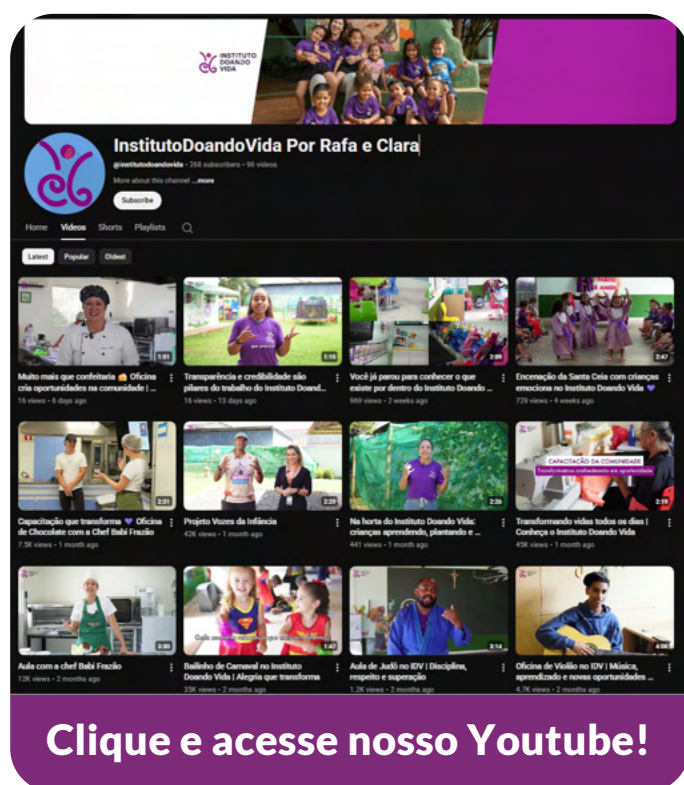 INSTITUTO
DOANDO
VIDA
InstitutoDoandoVida Por Rafa e Clara
@institutodoandovida • 268 subscribers • 96 videos
More about this channel ...more
Subscribe
Home Videos Shorts Playlists
Latest Popular Oldest
1:51 1:15 2:09 2:47
Muito mais que confeitaria 🍰 Oficina
cria oportunidades na comunidade | ...
16 views • 6 days ago
Transparência e credibilidade são
pilares do trabalho do Instituto Doand...
16 views • 13 days ago
Você já parou para conhecer o que
existe por dentro do Instituto Doando ...
969 views • 2 weeks ago
Encenação da Santa Ceia com crianças
emociona no Instituto Doando Vida 💜
729 views • 4 weeks ago
CAPACITAÇÃO DA COMUNIDADE
Transformamos conhecimento em oportunidade
2:31 2:29 2:26 2:19
Capacitação que transforma 💜 Oficina
de Chocolate com a Chef Babi Frazão
7.5K views • 1 month ago
Projeto Vozes da Infância
42K views • 1 month ago
Na horta do Instituto Doando Vida:
crianças aprendendo, plantando e ...
441 views • 1 month ago
Transformando vidas todos os dias |
Conheça o Instituto Doando Vida
45K views • 1 month ago
3:30 1:47 3:14 4:08
Aula com a chef Babi Frazão
12K views • 2 months ago
Bailinho de Carnaval no Instituto
Doando Vida | Alegria que transforma
35K views • 2 months ago
Aula de Judô no IDV | Disciplina,
respeito e superação
1.2K views • 2 months ago
Oficina de Violão no IDV | Música,
aprendizado e novas oportunidades ...
4.7K views • 2 months ago
Clique e acesse nosso Youtube!